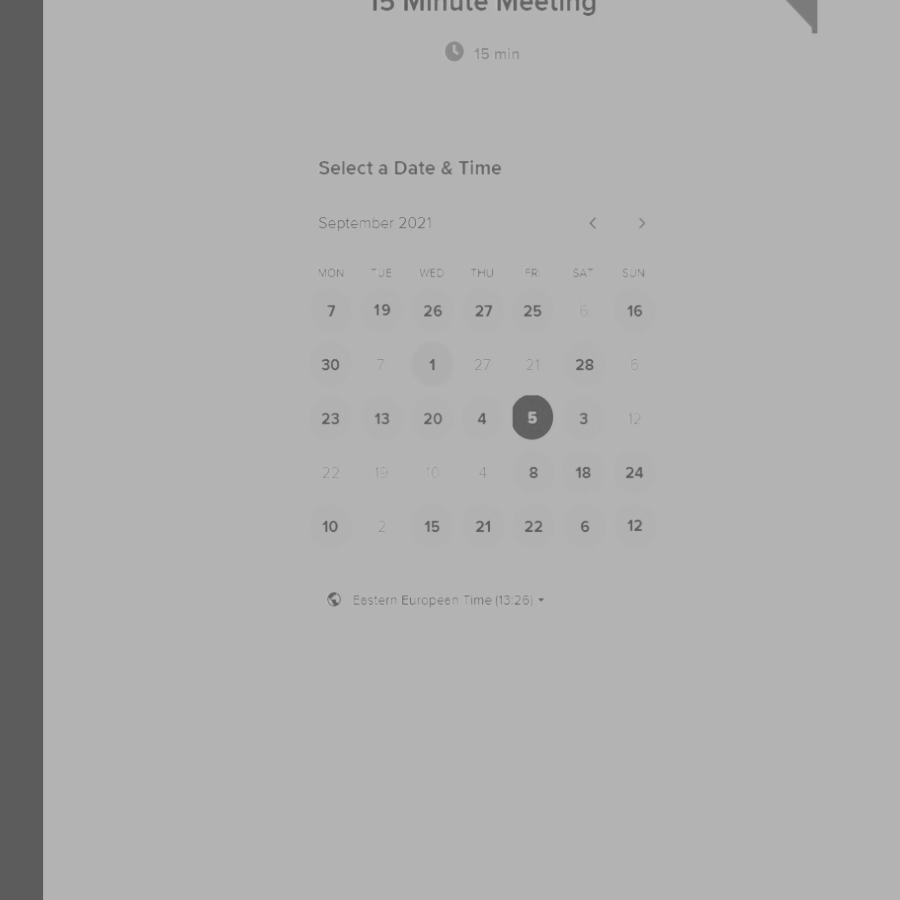 15 Minute Meeting
15 min
Select a Date & Time
September 2021
MON TUE WED THU FRI SAT SUN
7 19 26 27 25 6 16
30 7 1 27 21 28 6
23 13 20 4 5 3 12
22 19 10 4 8 18 24
10 2 15 21 22 6 12
Eastern European Time (13:26)